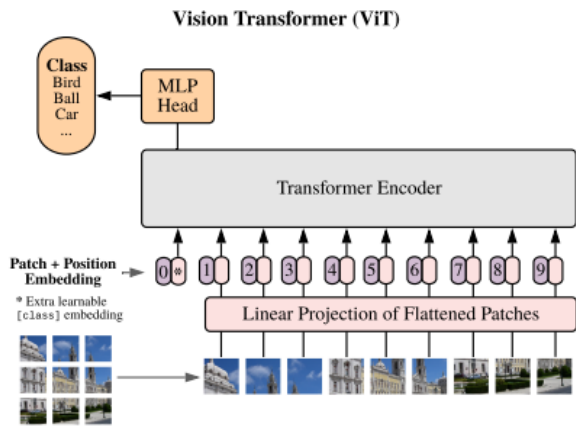 Vision Transformer (ViT)
Class
Bird
Ball
Car
...
MLP
Head
Transformer Encoder
Patch + Position
Embedding
0 * 1 2 3 4 5 6 7 8 9
* Extra learnable
[class] embedding
Linear Projection of Flattened Patches